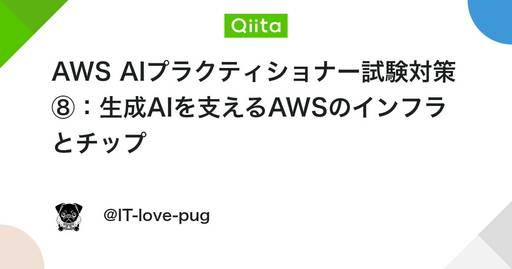 Qiita
AWS AIプラクティショナー試験対策
⑧：生成AIを支えるAWSのインフラ
とチップ
@IT-love-pug